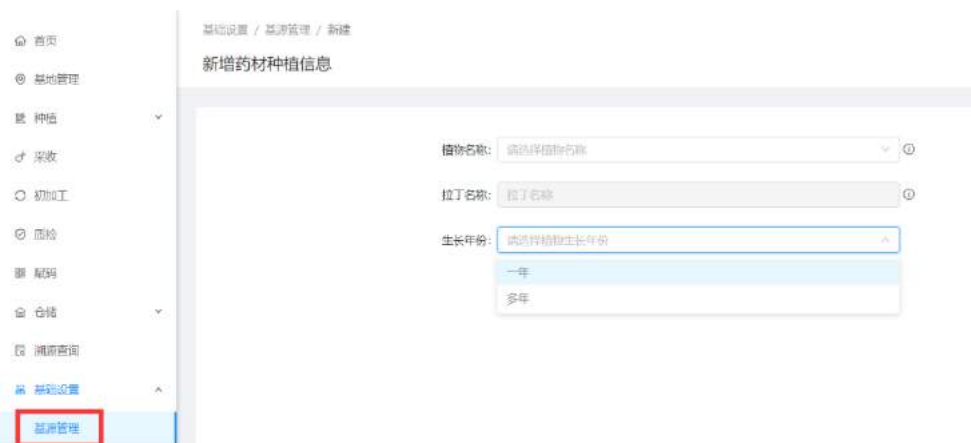 首页
基地管理
种植
采收
初加工
质检
赋码
仓储
溯源查询
基础设置
基源管理
基础设置 / 基源管理 / 新建
新增药材种植信息
植物名称: 请选择植物名称
拉丁名称: 拉丁名称
生长年份: 请选择植物生长年份
一年
多年